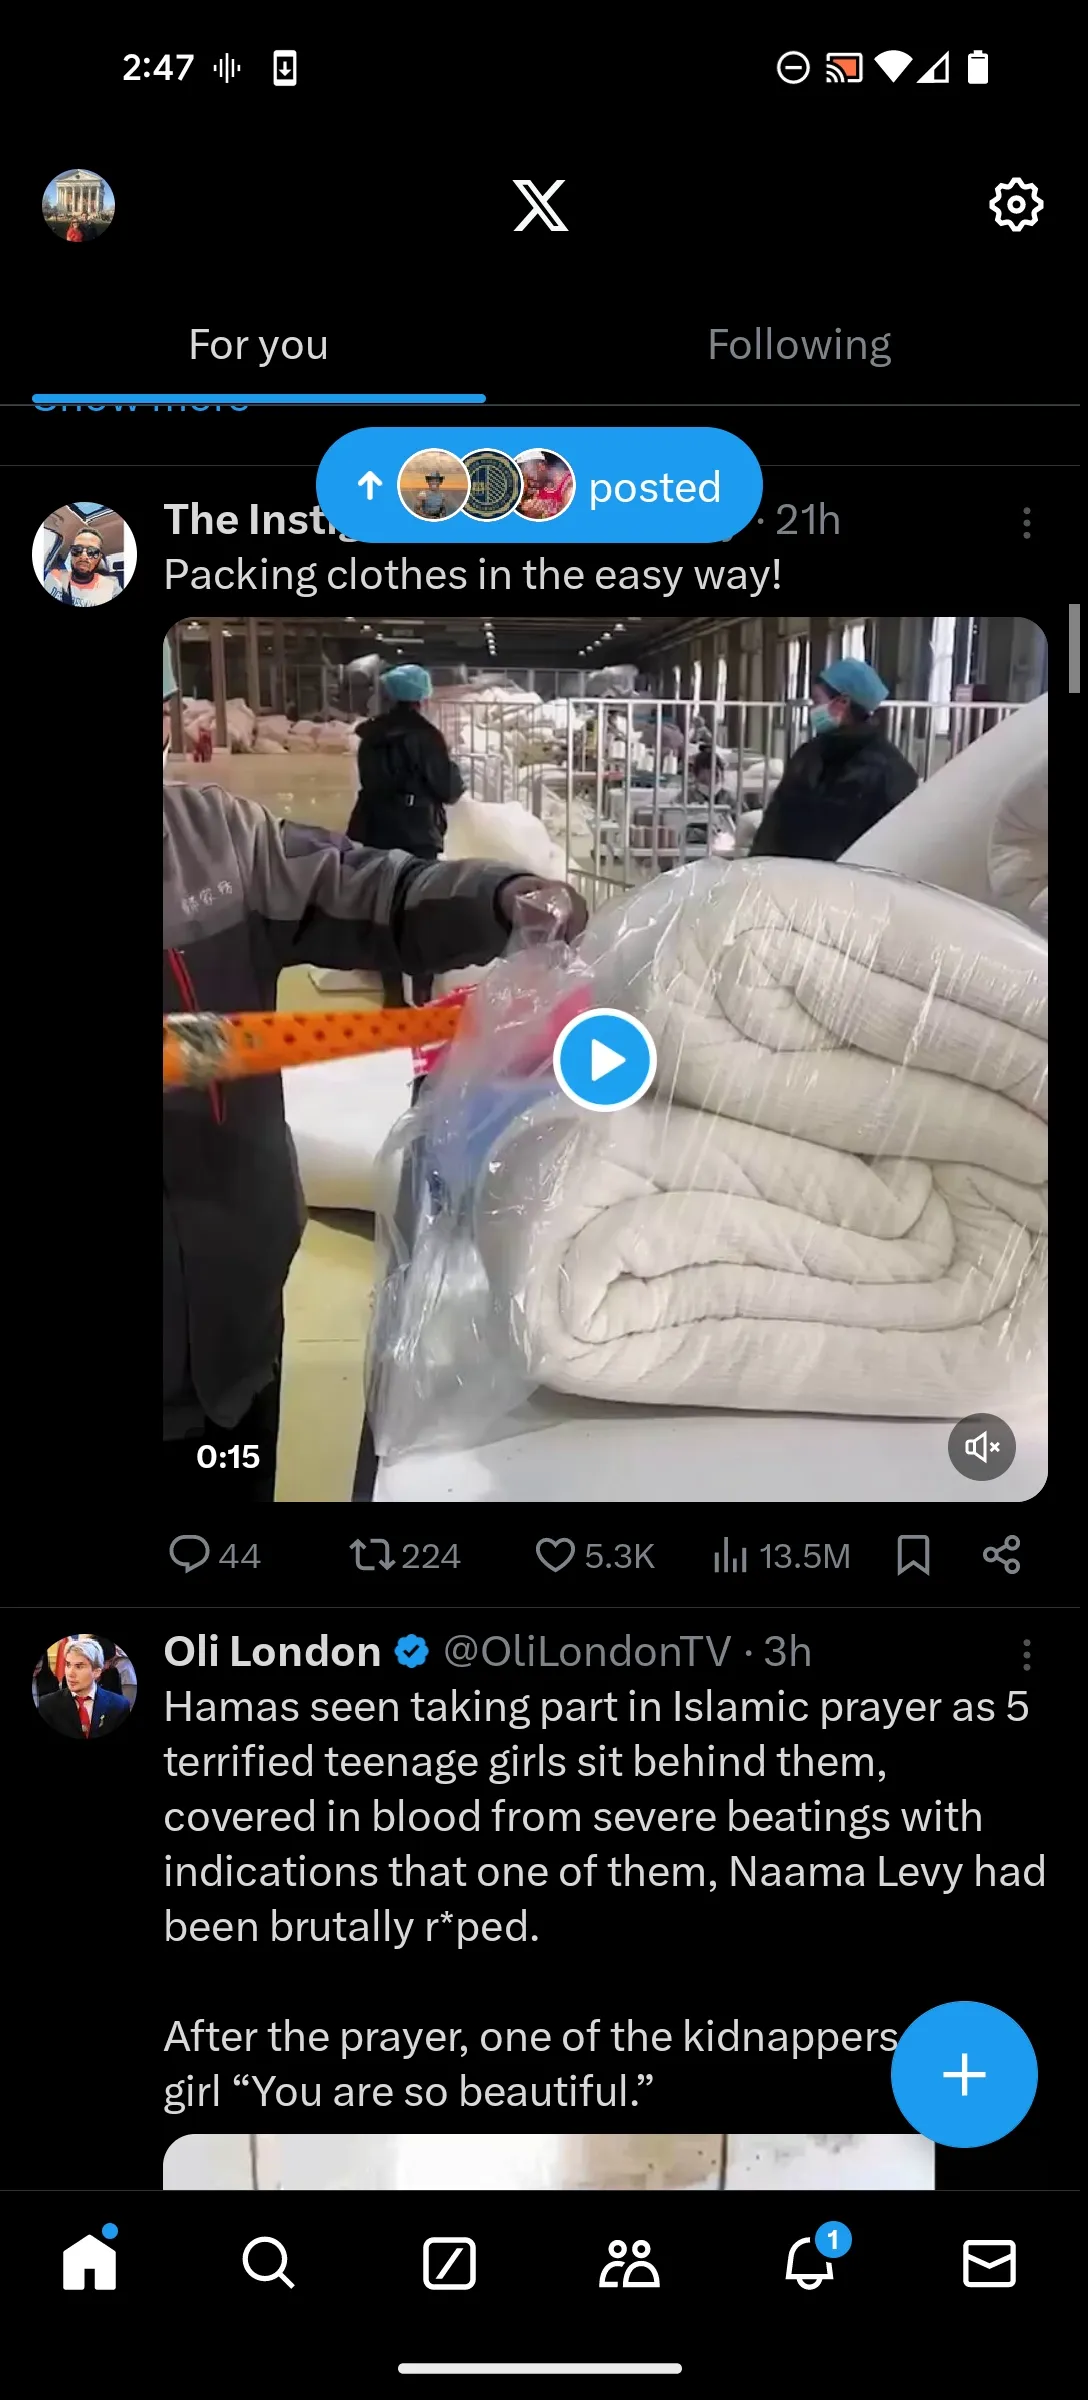 2:47
For you
Following
Show more
posted
The Insti
· 21h
Packing clothes in the easy way!
0:15
44
224
5.3K
13.5M
Oli London @OliLondonTV · 3h
Hamas seen taking part in Islamic prayer as 5
terrified teenage girls sit behind them,
covered in blood from severe beatings with
indications that one of them, Naama Levy had
been brutally r*ped.
After the prayer, one of the kidnappers
girl “You are so beautiful.”
1